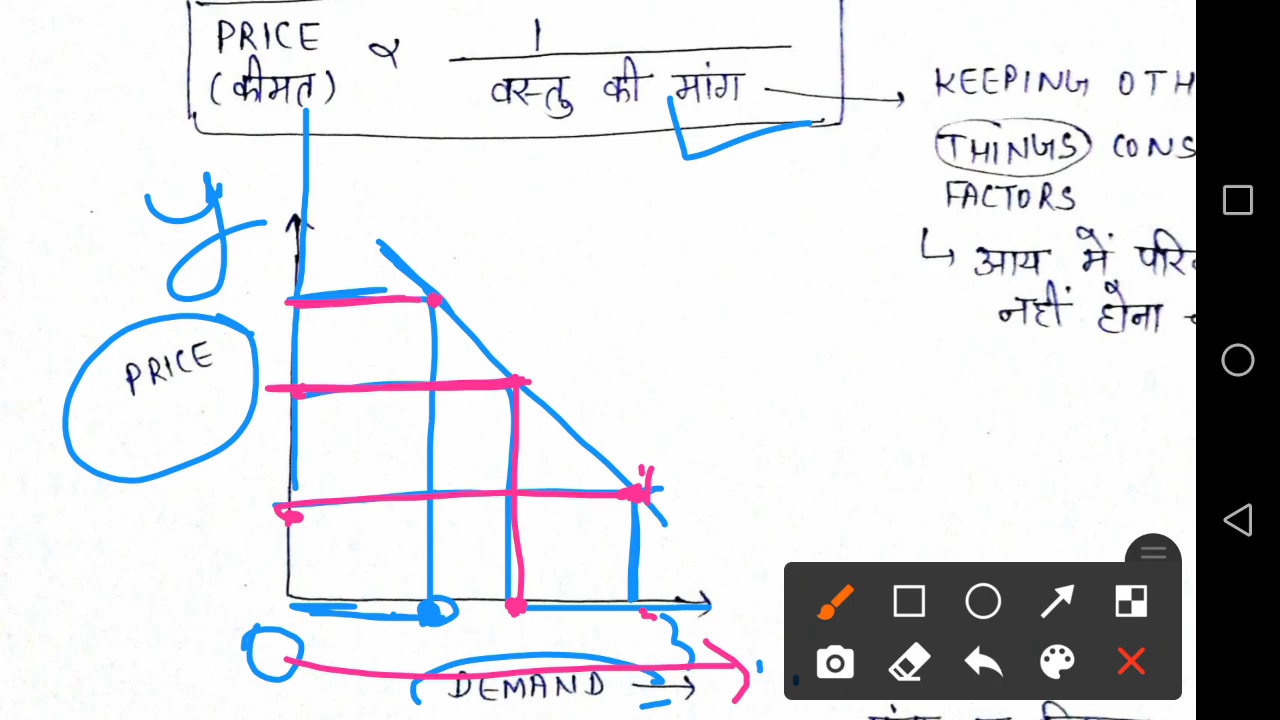 PRICE ∝ 1
(कीमत) वस्तु की मांग
KEEPING OTH
THINGS CONS
FACTORS
↳ आय में परि
नहीं होना
y
PRICE
O
DEMAND →